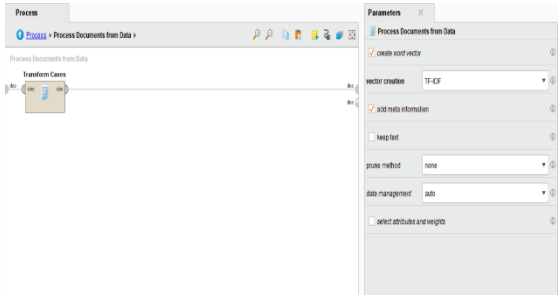 Process
Process › Process Documents from Data ›
Process Documents from Data
Transform Cases
doc
doc
doc
doc
doc
Parameters
Process Documents from Data
create word vector
vector creation
TF-IDF
add meta information
keep text
prune method
none
data management
auto
select attributes and weights